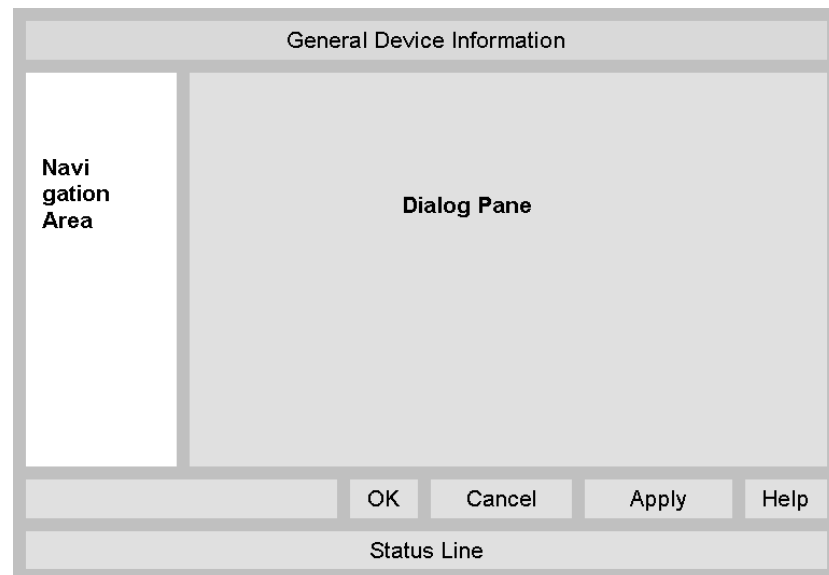 General Device Information
Navi
gation
Area
Dialog Pane
OK Cancel Apply Help
Status Line